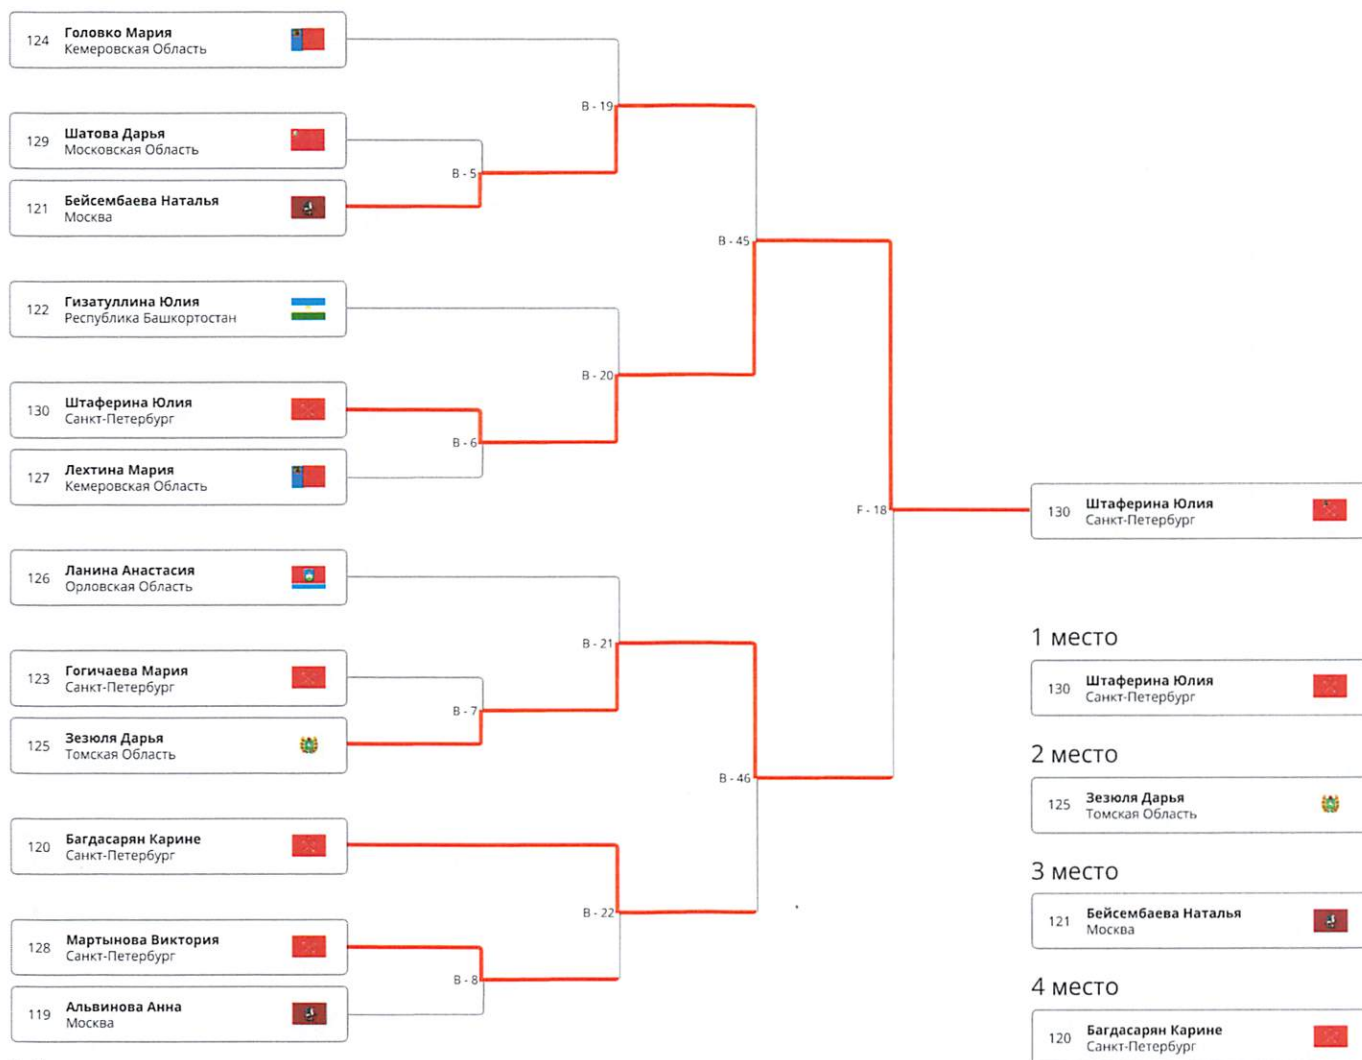 124
Головко Мария
Кемеровская Область
B - 19
129
Шатова Дарья
Московская Область
B - 5
121
Бейсембаева Наталья
Москва
B - 45
122
Гизатуллина Юлия
Республика Башкортостан
B - 20
130
Штаферина Юлия
Санкт-Петербург
B - 6
127
Лехтина Мария
Кемеровская Область
F - 18
130
Штаферина Юлия
Санкт-Петербург
126
Ланина Анастасия
Орловская Область
B - 21
123
Гогичаева Мария
Санкт-Петербург
B - 7
125
Зезюля Дарья
Томская Область
B - 46
120
Багдасарян Карине
Санкт-Петербург
B - 22
128
Мартынова Виктория
Санкт-Петербург
B - 8
119
Альвинова Анна
Москва
1 место
130
Штаферина Юлия
Санкт-Петербург
2 место
125
Зезюля Дарья
Томская Область
3 место
121
Бейсембаева Наталья
Москва
4 место
120
Багдасарян Карине
Санкт-Петербург